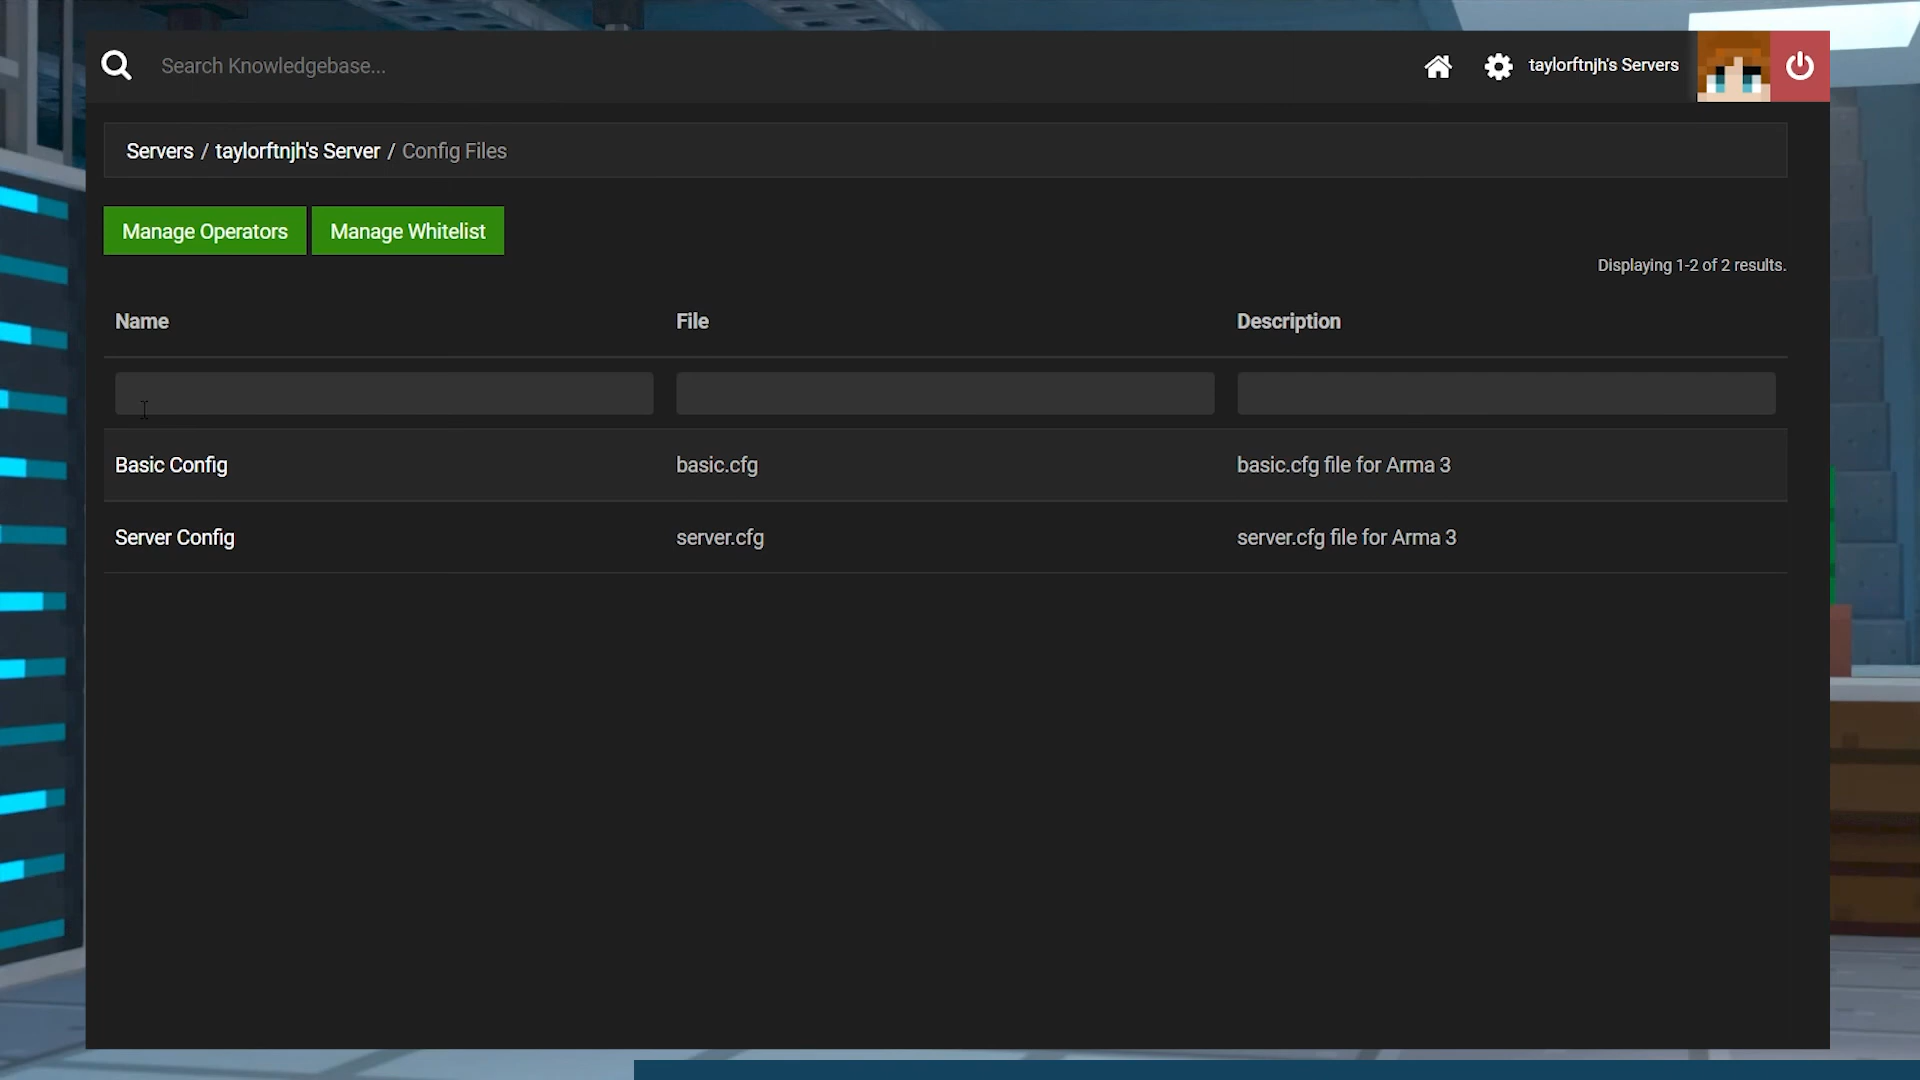 Search Knowledgebase...
taylorftnjh's Servers
Servers / taylorftnjh's Server / Config Files
Manage Operators
Manage Whitelist
Displaying 1-2 of 2 results.
Name File Description
Basic Config basic.cfg basic.cfg file for Arma 3
Server Config server.cfg server.cfg file for Arma 3